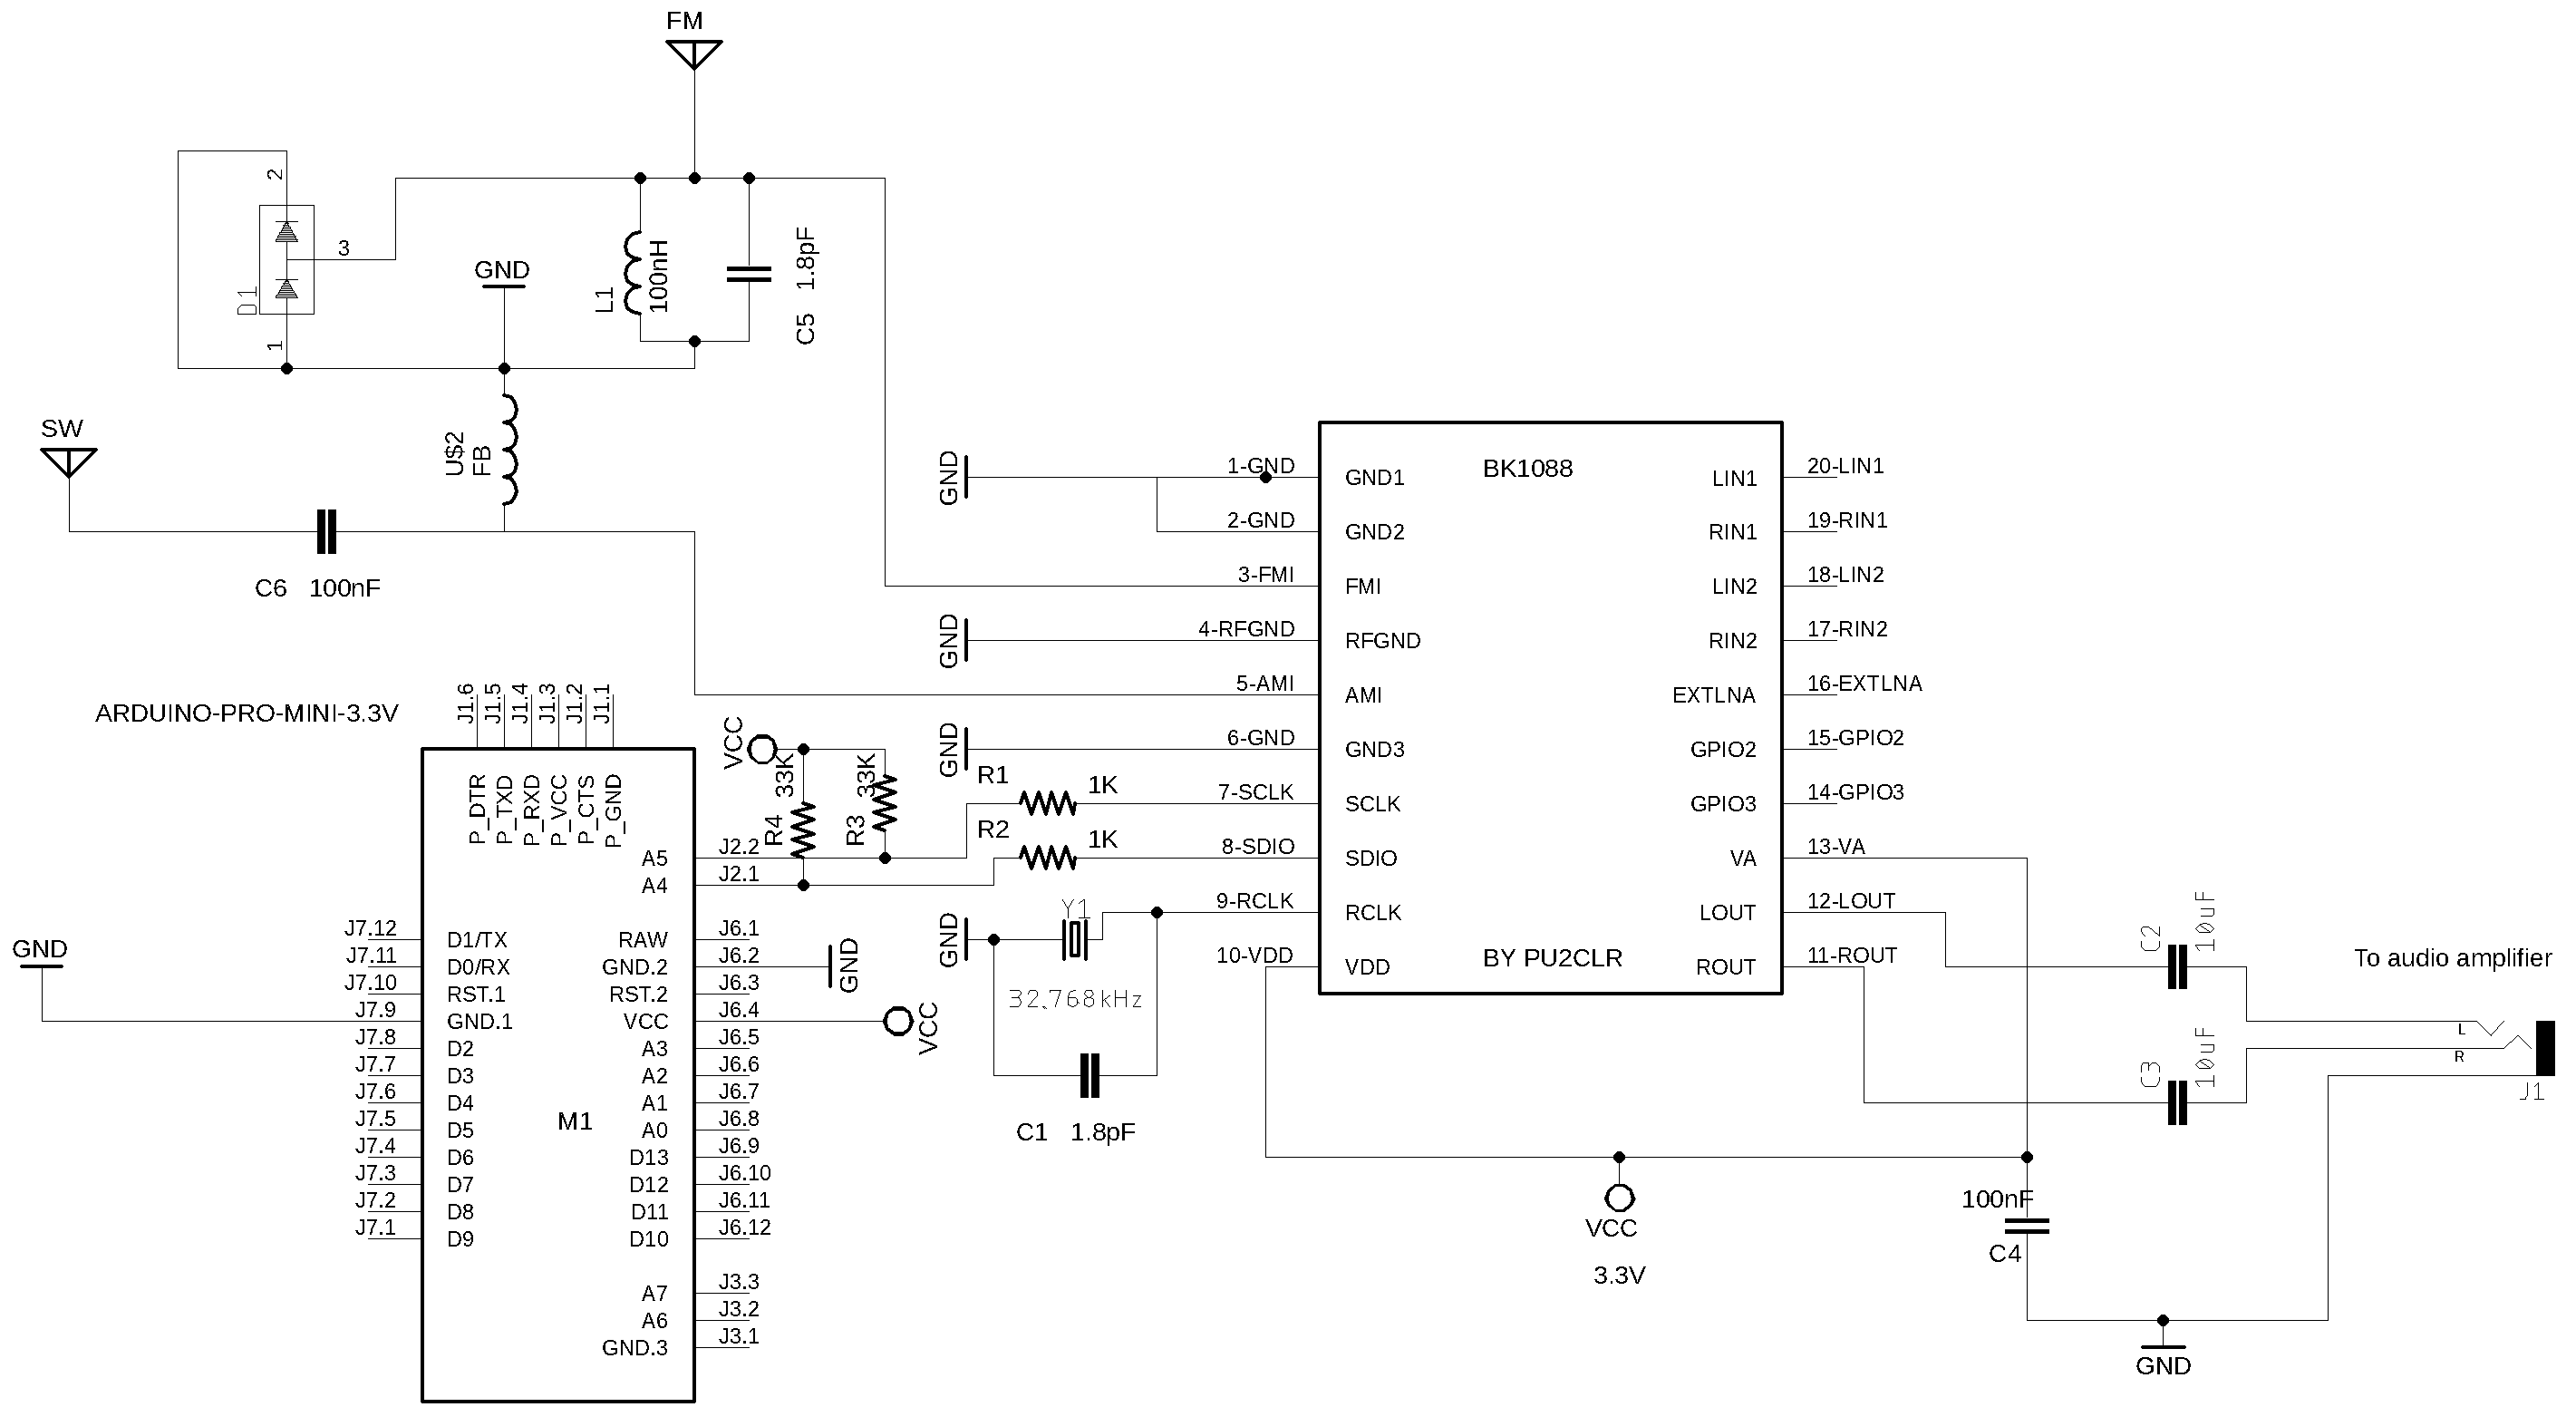 FM
2
3
1
D1
GND
L1
100nH
C5 1.8pF
SW
U$2
FB
C6 100nF
GND
1-GND
2-GND
3-FMI
GND
4-RFGND
5-AMI
GND
6-GND
7-SCLK
8-SDIO
9-RCLK
10-VDD
BK1088
GND1
GND2
FMI
RFGND
AMI
GND3
SCLK
SDIO
RCLK
VDD
LIN1
RIN1
LIN2
RIN2
EXTLNA
GPIO2
GPIO3
VA
LOUT
ROUT
BY PU2CLR
20-LIN1
19-RIN1
18-LIN2
17-RIN2
16-EXTLNA
15-GPIO2
14-GPIO3
13-VA
12-LOUT
11-ROUT
ARDUINO-PRO-MINI-3.3V
J1.6
J1.5
J1.4
J1.3
J1.2
J1.1
P_DTR
P_TXD
P_RXD
P_VCC
P_CTS
P_GND
VCC
33K
R4
33K
R3
R1 1K
R2 1K
A5 J2.2
A4 J2.1
GND
J7.12 D1/TX
J7.11 D0/RX
J7.10 RST.1
J7.9 GND.1
J7.8 D2
J7.7 D3
J7.6 D4
J7.5 D5
J7.4 D6
J7.3 D7
J7.2 D8
J7.1 D9
M1
RAW J6.1
GND.2 J6.2
RST.2 J6.3
VCC J6.4
A3 J6.5
A2 J6.6
A1 J6.7
A0 J6.8
D13 J6.9
D12 J6.10
D11 J6.11
D10 J6.12
A7 J3.3
A6 J3.2
GND.3 J3.1
GND
VCC
GND
Y1
32.768kHz
C1 1.8pF
VCC
3.3V
C2
10uF
C3
10uF
To audio amplifier
L
R
J1
100nF
C4
GND